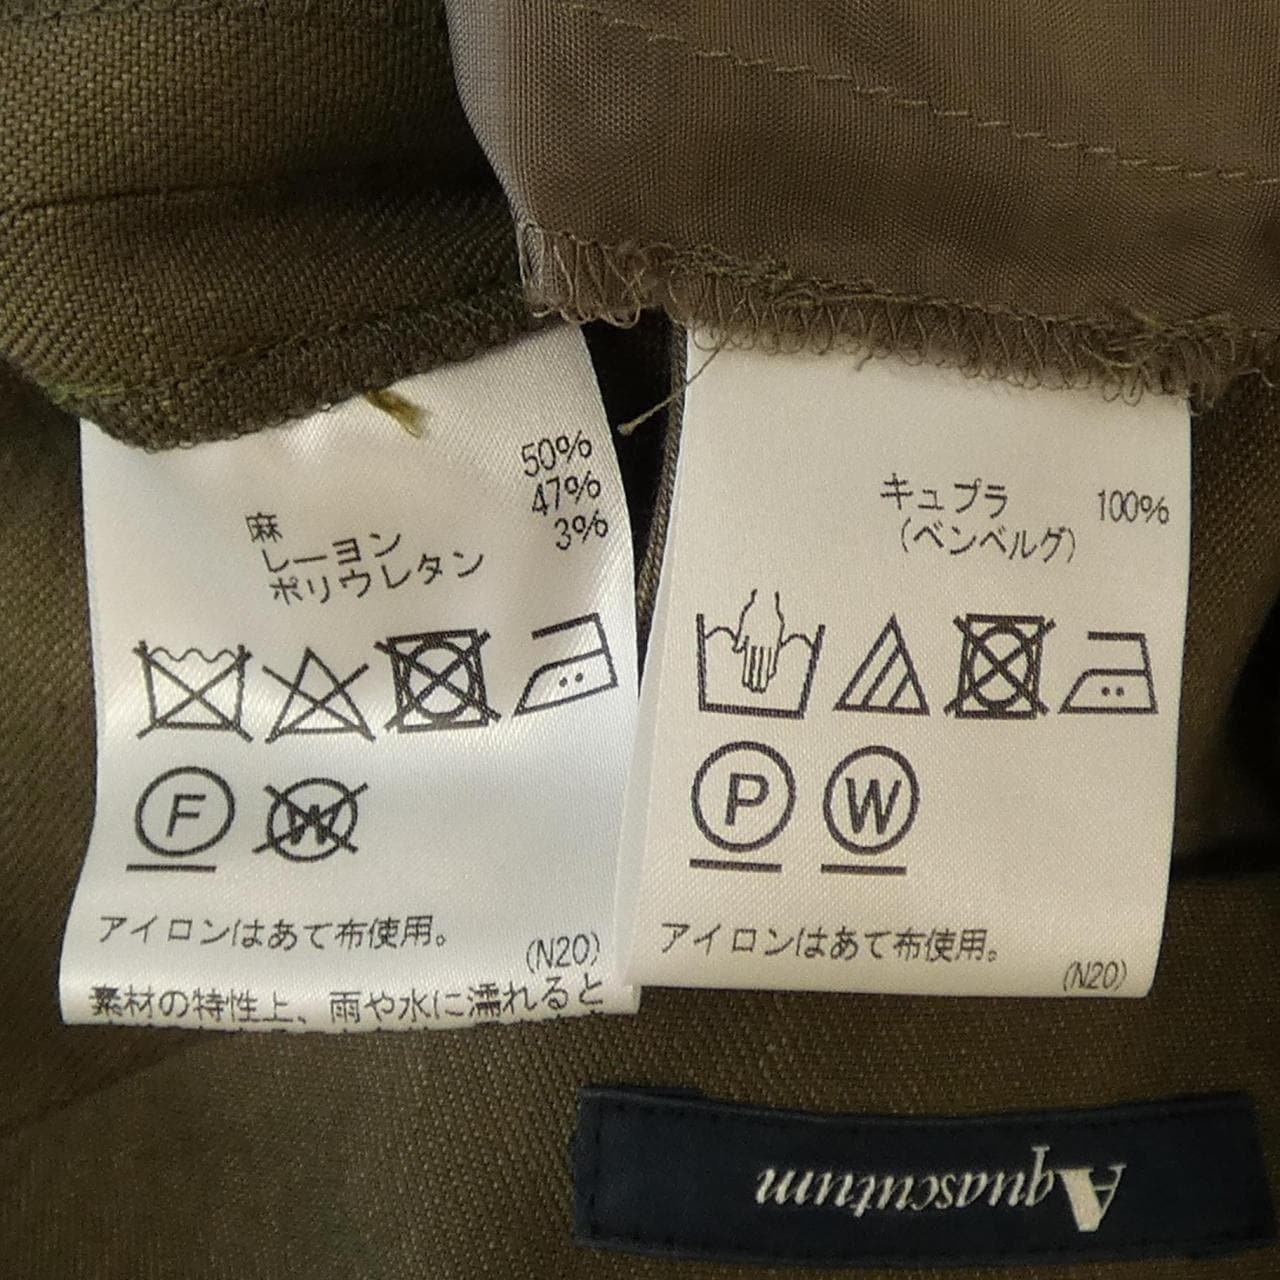 麻 50%
レーヨン 47%
ポリウレタン 3%
F
W
アイロンはあて布使用。
(N20)
素材の特性上、雨や水に濡れると
キュプラ 100%
(ベンベルグ)
P W
アイロンはあて布使用。
(N20)
Aquascutum